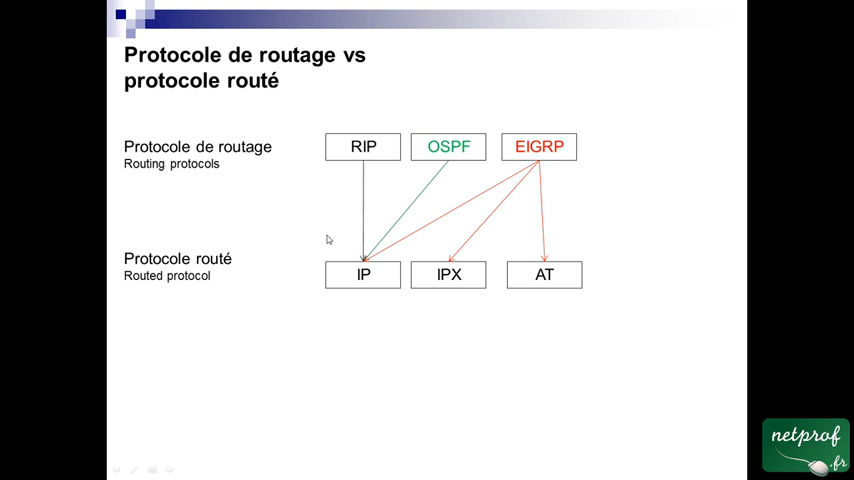 Protocole de routage vs
protocole routé
Protocole de routage
Routing protocols
RIP
OSPF
EIGRP
Protocole routé
Routed protocol
IP
IPX
AT
netprof
.fr